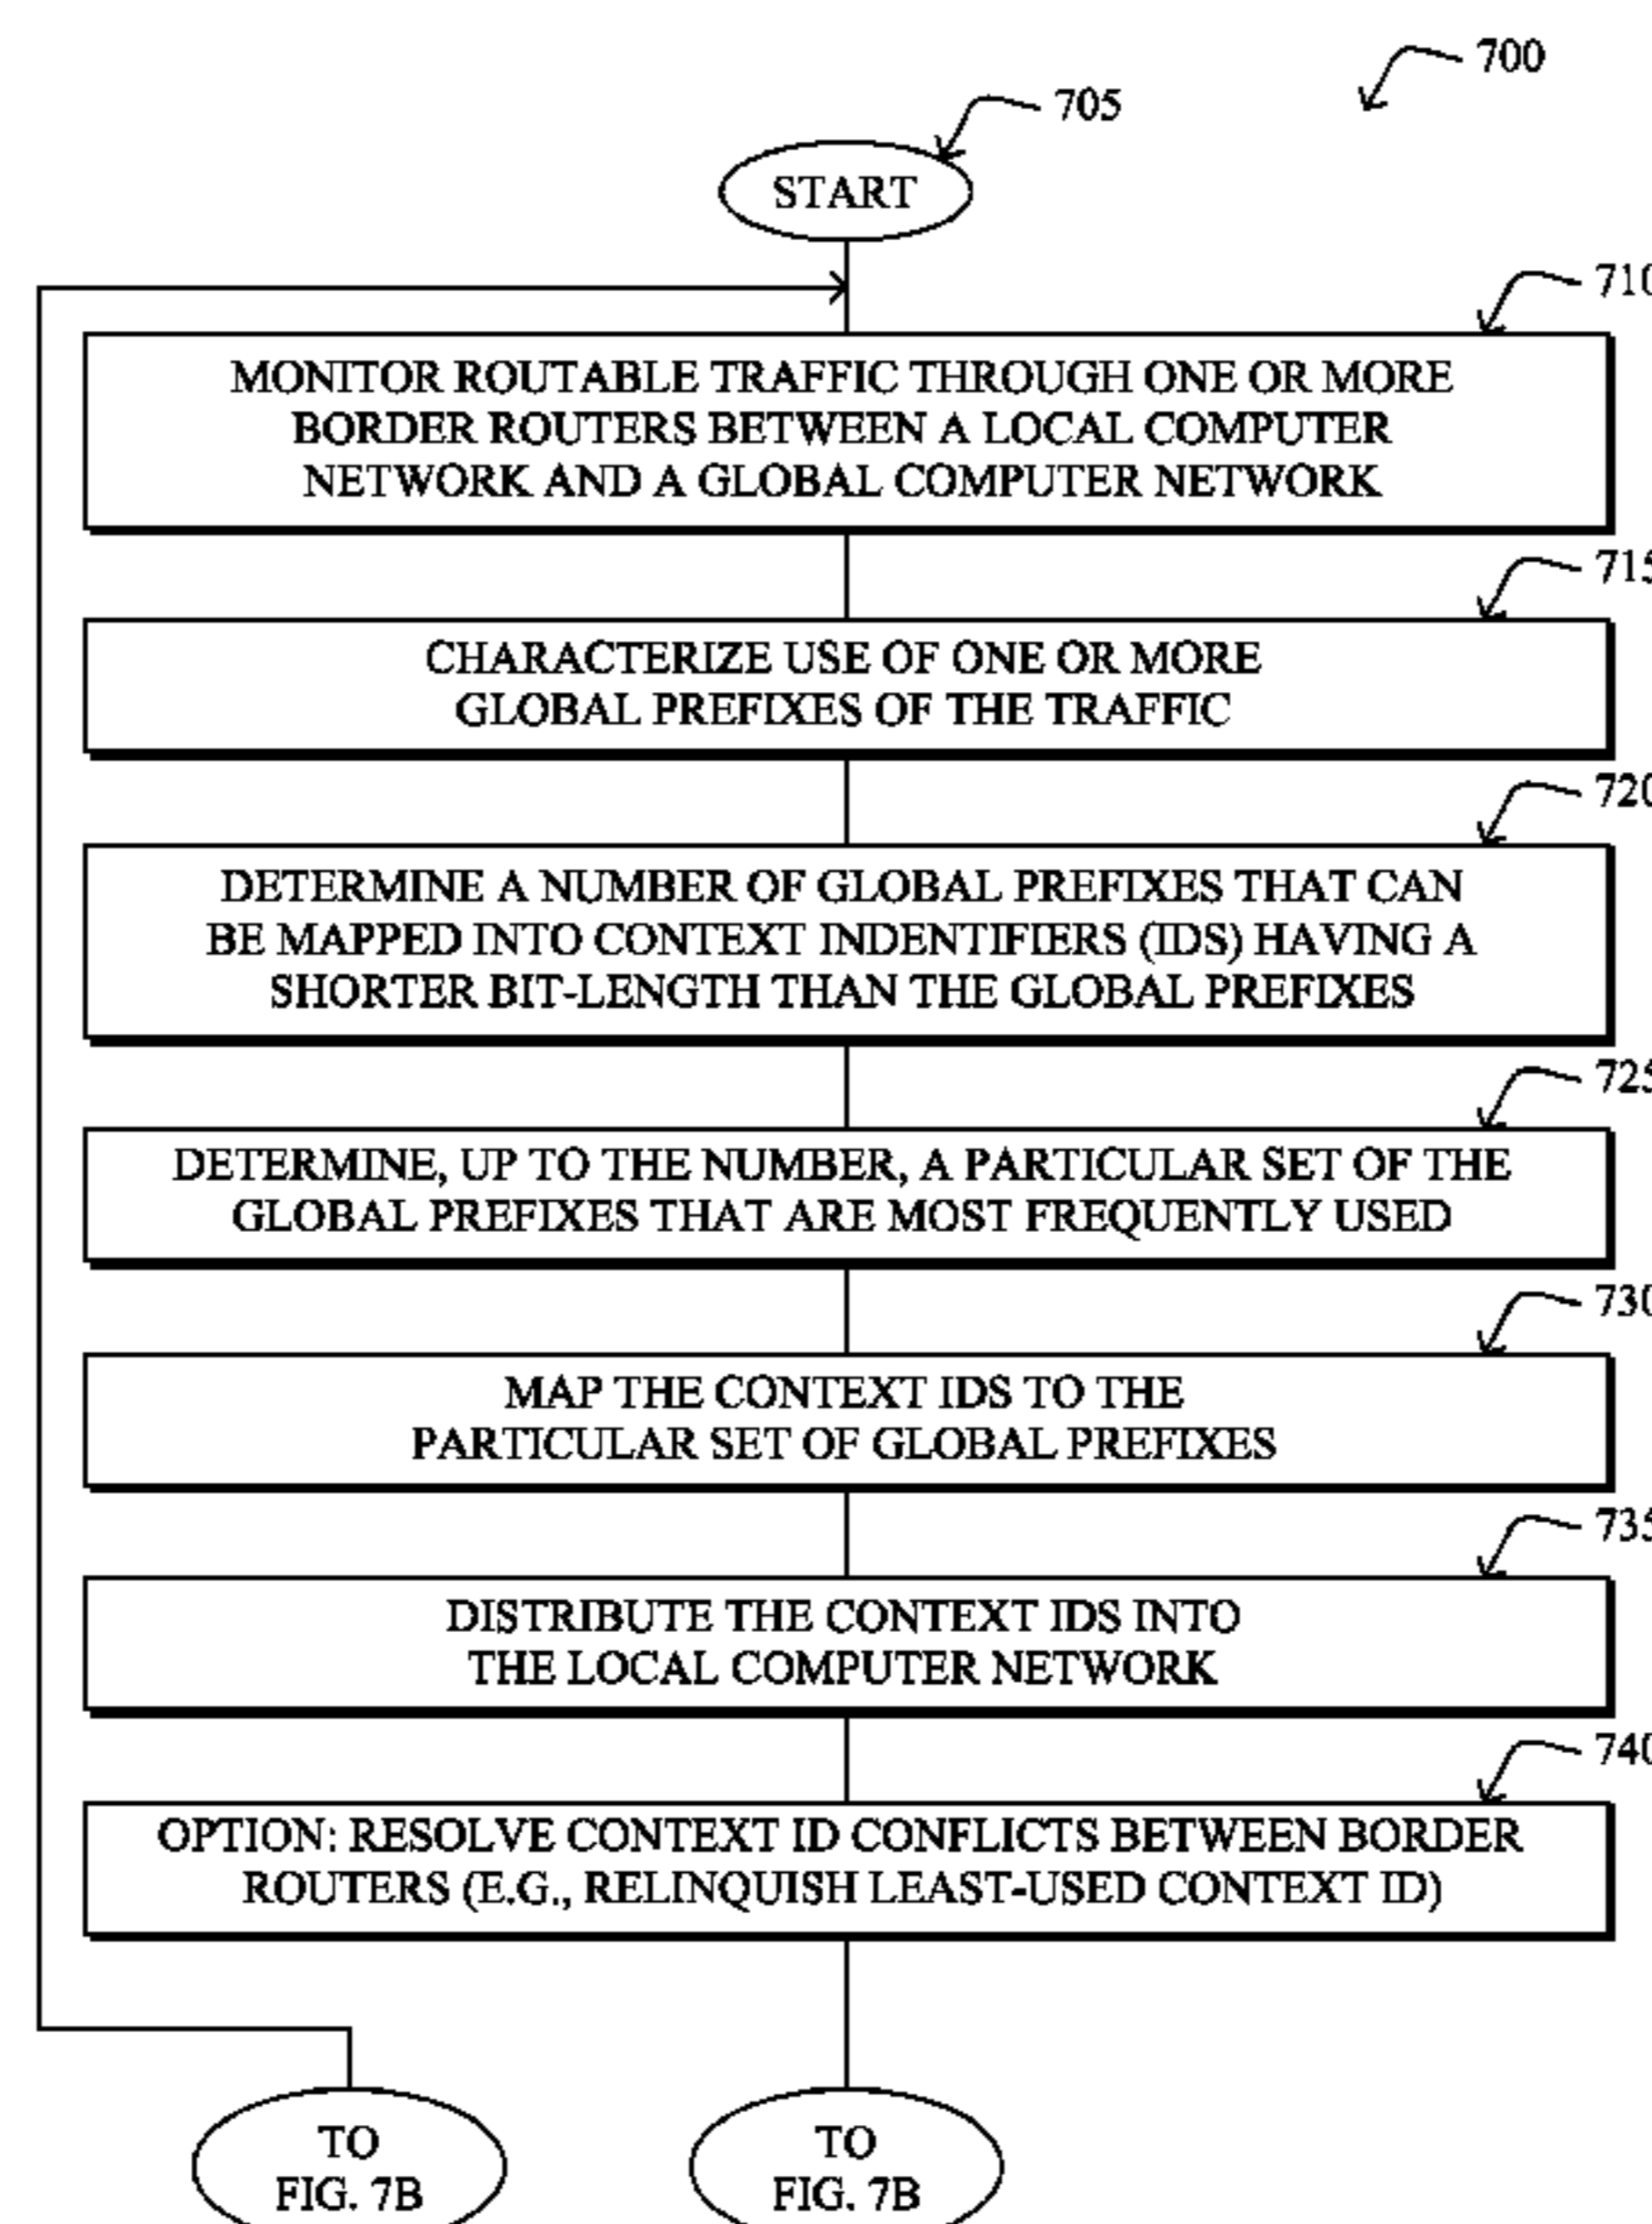 700
705
START
710
MONITOR ROUTABLE TRAFFIC THROUGH ONE OR MORE
BORDER ROUTERS BETWEEN A LOCAL COMPUTER
NETWORK AND A GLOBAL COMPUTER NETWORK
715
CHARACTERIZE USE OF ONE OR MORE
GLOBAL PREFIXES OF THE TRAFFIC
720
DETERMINE A NUMBER OF GLOBAL PREFIXES THAT CAN
BE MAPPED INTO CONTEXT INDENTIFIERS (IDS) HAVING A
SHORTER BIT-LENGTH THAN THE GLOBAL PREFIXES
725
DETERMINE, UP TO THE NUMBER, A PARTICULAR SET OF THE
GLOBAL PREFIXES THAT ARE MOST FREQUENTLY USED
730
MAP THE CONTEXT IDS TO THE
PARTICULAR SET OF GLOBAL PREFIXES
735
DISTRIBUTE THE CONTEXT IDS INTO
THE LOCAL COMPUTER NETWORK
740
OPTION: RESOLVE CONTEXT ID CONFLICTS BETWEEN BORDER
ROUTERS (E.G., RELINQUISH LEAST-USED CONTEXT ID)
TO
FIG. 7B
TO
FIG. 7B